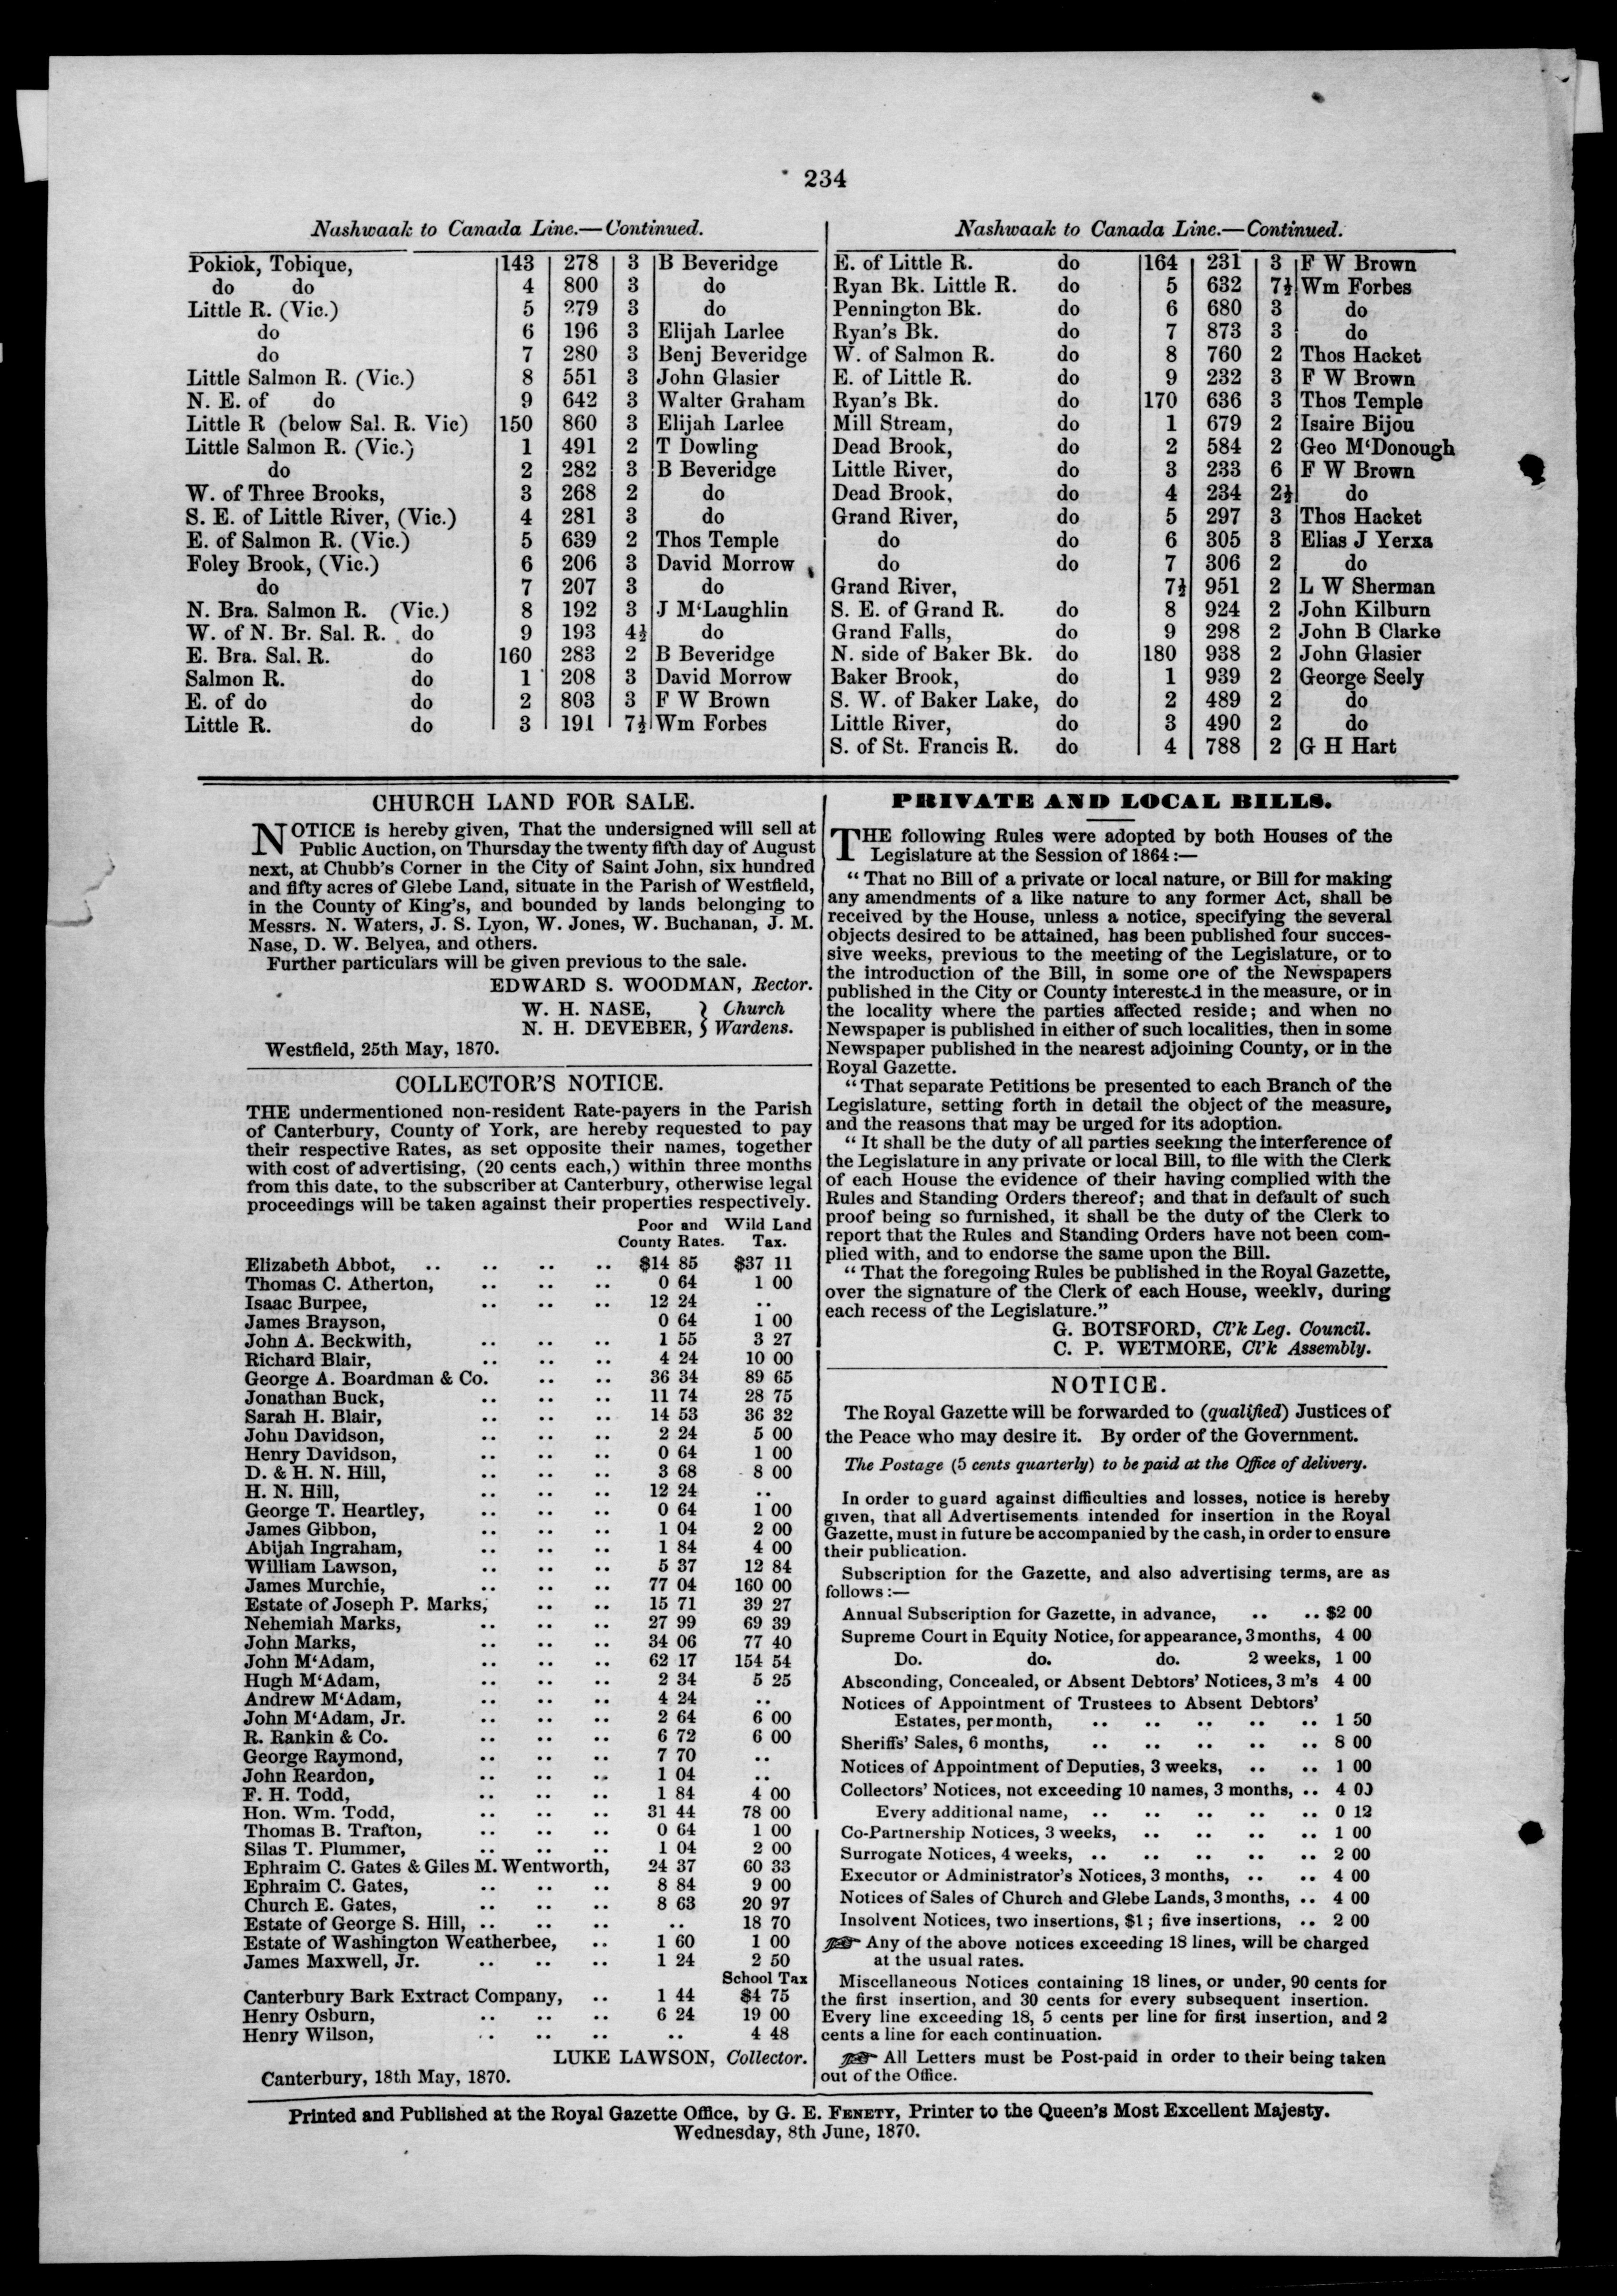 234
Nashwaak to Canada Line.—Continued.
Pokiok, Tobique, 143 278 3 B Beveridge
do do 4 800 3 do
Little R. (Vic.) 5 279 3 do
do 6 196 3 Elijah Larlee
do 7 280 3 Benj Beveridge
Little Salmon R. (Vic.) 8 551 3 John Glasier
N. E. of do 9 642 3 Walter Graham
Little R (below Sal. R. Vic) 150 860 3 Elijah Larlee
Little Salmon R. (Vic.) 1 491 2 T Dowling
do 2 282 3 B Beveridge
W. of Three Brooks, 3 268 2 do
S. E. of Little River, (Vic.) 4 281 3 do
E. of Salmon R. (Vic.) 5 639 2 Thos Temple
Foley Brook, (Vic.) 6 206 3 David Morrow
do 7 207 3 do
N. Bra. Salmon R. (Vic.) 8 192 3 J M‘Laughlin
W. of N. Br. Sal. R. do 9 193 4½ do
E. Bra. Sal. R. do 160 283 2 B Beveridge
Salmon R. do 1 208 3 David Morrow
E. of do do 2 803 3 F W Brown
Little R. do 3 191 7½ Wm Forbes
Nashwaak to Canada Line.—Continued.
E. of Little R. do 164 231 3 F W Brown
Ryan Bk. Little R. do 5 632 7½ Wm Forbes
Pennington Bk. do 6 680 3 do
Ryan's Bk. do 7 873 3 do
W. of Salmon R. do 8 760 2 Thos Hacket
E. of Little R. do 9 232 3 F W Brown
Ryan's Bk. do 170 636 3 Thos Temple
Mill Stream, do 1 679 2 Isaire Bijou
Dead Brook, do 2 584 2 Geo M‘Donough
Little River, do 3 233 6 F W Brown
Dead Brook, do 4 234 2½ do
Grand River, do 5 297 3 Thos Hacket
do do 6 305 3 Elias J Yerxa
do do 7 306 2 do
Grand River, 7½ 951 2 L W Sherman
S. E. of Grand R. do 8 924 2 John Kilburn
Grand Falls, do 9 298 2 John B Clarke
N. side of Baker Bk. do 180 938 2 John Glasier
Baker Brook, do 1 939 2 George Seely
S. W. of Baker Lake, do 2 489 2 do
Little River, do 3 490 2 do
S. of St. Francis R. do 4 788 2 G H Hart
CHURCH LAND FOR SALE.
NOTICE is hereby given, That the undersigned will sell at
Public Auction, on Thursday the twenty fifth day of August
next, at Chubb's Corner in the City of Saint John, six hundred
and fifty acres of Glebe Land, situate in the Parish of Westfield,
in the County of King's, and bounded by lands belonging to
Messrs. N. Waters, J. S. Lyon, W. Jones, W. Buchanan, J. M.
Nase, D. W. Belyea, and others.
Further particulars will be given previous to the sale.
EDWARD S. WOODMAN, Rector.
W. H. NASE, } Church
N. H. DEVEBER, } Wardens.
Westfield, 25th May, 1870.
COLLECTOR'S NOTICE.
THE undermentioned non-resident Rate-payers in the Parish
of Canterbury, County of York, are hereby requested to pay
their respective Rates, as set opposite their names, together
with cost of advertising, (20 cents each,) within three months
from this date, to the subscriber at Canterbury, otherwise legal
proceedings will be taken against their properties respectively.
Poor and Wild Land
County Rates. Tax.
Elizabeth Abbot, .. .. .. .. $14 85 $37 11
Thomas C. Atherton, .. .. .. 0 64 1 00
Isaac Burpee, .. .. .. 12 24 ..
James Brayson, 0 64 1 00
John A. Beckwith, .. .. .. 1 55 3 27
Richard Blair, .. .. .. 4 24 10 00
George A. Boardman & Co. .. .. 36 34 89 65
Jonathan Buck, .. .. .. 11 74 28 75
Sarah H. Blair, .. .. .. 14 53 36 32
John Davidson, .. .. .. 2 24 5 00
Henry Davidson, .. .. .. 0 64 1 00
D. & H. N. Hill, .. .. .. 3 68 8 00
H. N. Hill, .. .. .. 12 24 ..
George T. Heartley, .. .. .. 0 64 1 00
James Gibbon, .. .. .. 1 04 2 00
Abijah Ingraham, .. .. .. 1 84 4 00
William Lawson, .. .. .. 5 37 12 84
James Murchie, .. .. .. 77 04 160 00
Estate of Joseph P. Marks, .. .. 15 71 39 27
Nehemiah Marks, .. .. .. 27 99 69 39
John Marks, .. .. .. 34 06 77 40
John M‘Adam, .. .. .. 62 17 154 54
Hugh M‘Adam, .. .. .. 2 34 5 25
Andrew M‘Adam, .. .. .. 4 24 ..
John M‘Adam, Jr. .. .. .. 2 64 6 00
R. Rankin & Co. .. .. .. 6 72 6 00
George Raymond, .. .. .. 7 70 ..
John Reardon, .. .. .. 1 04 ..
F. H. Todd, .. .. .. 1 84 4 00
Hon. Wm. Todd, .. .. .. 31 44 78 00
Thomas B. Trafton, .. .. .. 0 64 1 00
Silas T. Plummer, .. .. .. 1 04 2 00
Ephraim C. Gates & Giles M. Wentworth, 24 37 60 33
Ephraim C. Gates, .. .. .. 8 84 9 00
Church E. Gates, .. .. .. 8 63 20 97
Estate of George S. Hill, .. .. .. .. 18 70
Estate of Washington Weatherbee, .. 1 60 1 00
James Maxwell, Jr. .. .. .. 1 24 2 50
School Tax
Canterbury Bark Extract Company, .. 1 44 $4 75
Henry Osburn, .. .. .. 6 24 19 00
Henry Wilson, .. .. .. .. 4 48
LUKE LAWSON, Collector.
Canterbury, 18th May, 1870.
PRIVATE AND LOCAL BILLS.
THE following Rules were adopted by both Houses of the
Legislature at the Session of 1864:—
“That no Bill of a private or local nature, or Bill for making
any amendments of a like nature to any former Act, shall be
received by the House, unless a notice, specifying the several
objects desired to be attained, has been published four succes-
sive weeks, previous to the meeting of the Legislature, or to
the introduction of the Bill, in some one of the Newspapers
published in the City or County interested in the measure, or in
the locality where the parties affected reside; and when no
Newspaper is published in either of such localities, then in some
Newspaper published in the nearest adjoining County, or in the
Royal Gazette.
“That separate Petitions be presented to each Branch of the
Legislature, setting forth in detail the object of the measure,
and the reasons that may be urged for its adoption.
“It shall be the duty of all parties seeking the interference of
the Legislature in any private or local Bill, to file with the Clerk
of each House the evidence of their having complied with the
Rules and Standing Orders thereof; and that in default of such
proof being so furnished, it shall be the duty of the Clerk to
report that the Rules and Standing Orders have not been com-
plied with, and to endorse the same upon the Bill.
“That the foregoing Rules be published in the Royal Gazette,
over the signature of the Clerk of each House, weekly, during
each recess of the Legislature.”
G. BOTSFORD, Cl'k Leg. Council.
C. P. WETMORE, Cl'k Assembly.
NOTICE.
The Royal Gazette will be forwarded to (qualified) Justices of
the Peace who may desire it. By order of the Government.
The Postage (5 cents quarterly) to be paid at the Office of delivery.
In order to guard against difficulties and losses, notice is hereby
given, that all Advertisements intended for insertion in the Royal
Gazette, must in future be accompanied by the cash, in order to ensure
their publication.
Subscription for the Gazette, and also advertising terms, are as
follows:—
Annual Subscription for Gazette, in advance, .. .. $2 00
Supreme Court in Equity Notice, for appearance, 3 months, 4 00
Do. do. do. 2 weeks, 1 00
Absconding, Concealed, or Absent Debtors' Notices, 3 m's 4 00
Notices of Appointment of Trustees to Absent Debtors'
Estates, per month, .. .. .. .. .. 1 50
Sheriffs' Sales, 6 months, .. .. .. .. .. 8 00
Notices of Appointment of Deputies, 3 weeks, .. .. 1 00
Collectors' Notices, not exceeding 10 names, 3 months, .. 4 00
Every additional name, .. .. .. .. .. 0 12
Co-Partnership Notices, 3 weeks, .. .. .. .. 1 00
Surrogate Notices, 4 weeks, .. .. .. .. .. 2 00
Executor or Administrator's Notices, 3 months, .. .. 4 00
Notices of Sales of Church and Glebe Lands, 3 months, .. 4 00
Insolvent Notices, two insertions, $1; five insertions, .. 2 00
☞ Any of the above notices exceeding 18 lines, will be charged
at the usual rates.
Miscellaneous Notices containing 18 lines, or under, 90 cents for
the first insertion, and 30 cents for every subsequent insertion.
Every line exceeding 18, 5 cents per line for first insertion, and 2
cents a line for each continuation.
☞ All Letters must be Post-paid in order to their being taken
out of the Office.
Printed and Published at the Royal Gazette Office, by G. E. FENETY, Printer to the Queen's Most Excellent Majesty.
Wednesday, 8th June, 1870.